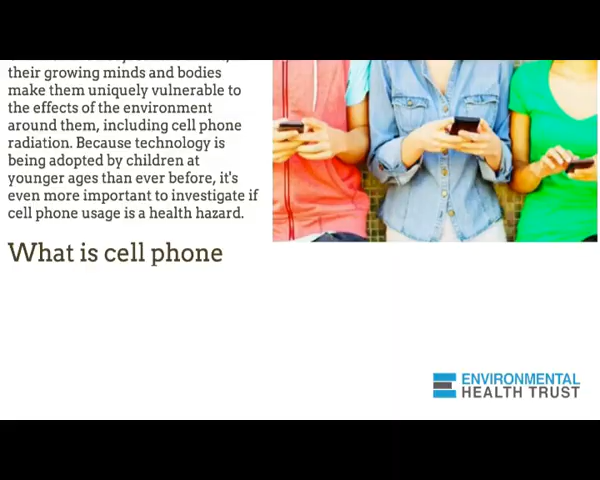 their growing minds and bodies
make them uniquely vulnerable to
the effects of the environment
around them, including cell phone
radiation. Because technology is
being adopted by children at
younger ages than ever before, it's
even more important to investigate if
cell phone usage is a health hazard.
What is cell phone
ENVIRONMENTAL
HEALTH TRUST